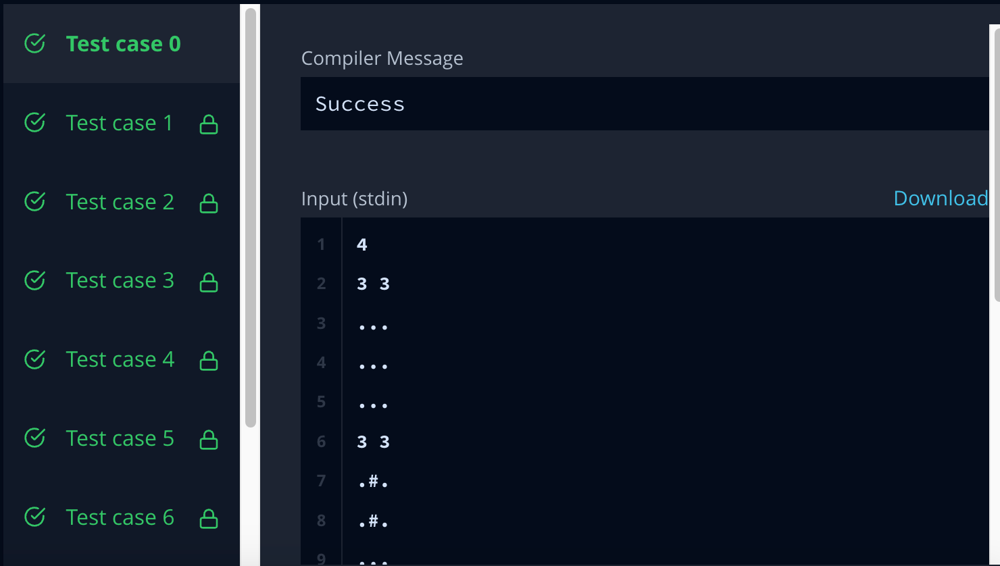 Test case 0
Test case 1
Test case 2
Test case 3
Test case 4
Test case 5
Test case 6
Compiler Message
Success
Input (stdin)
Download
1 4
2 3 3
3 ...
4 ...
5 ...
6 3 3
7 .#.
8 .#.
9 ...